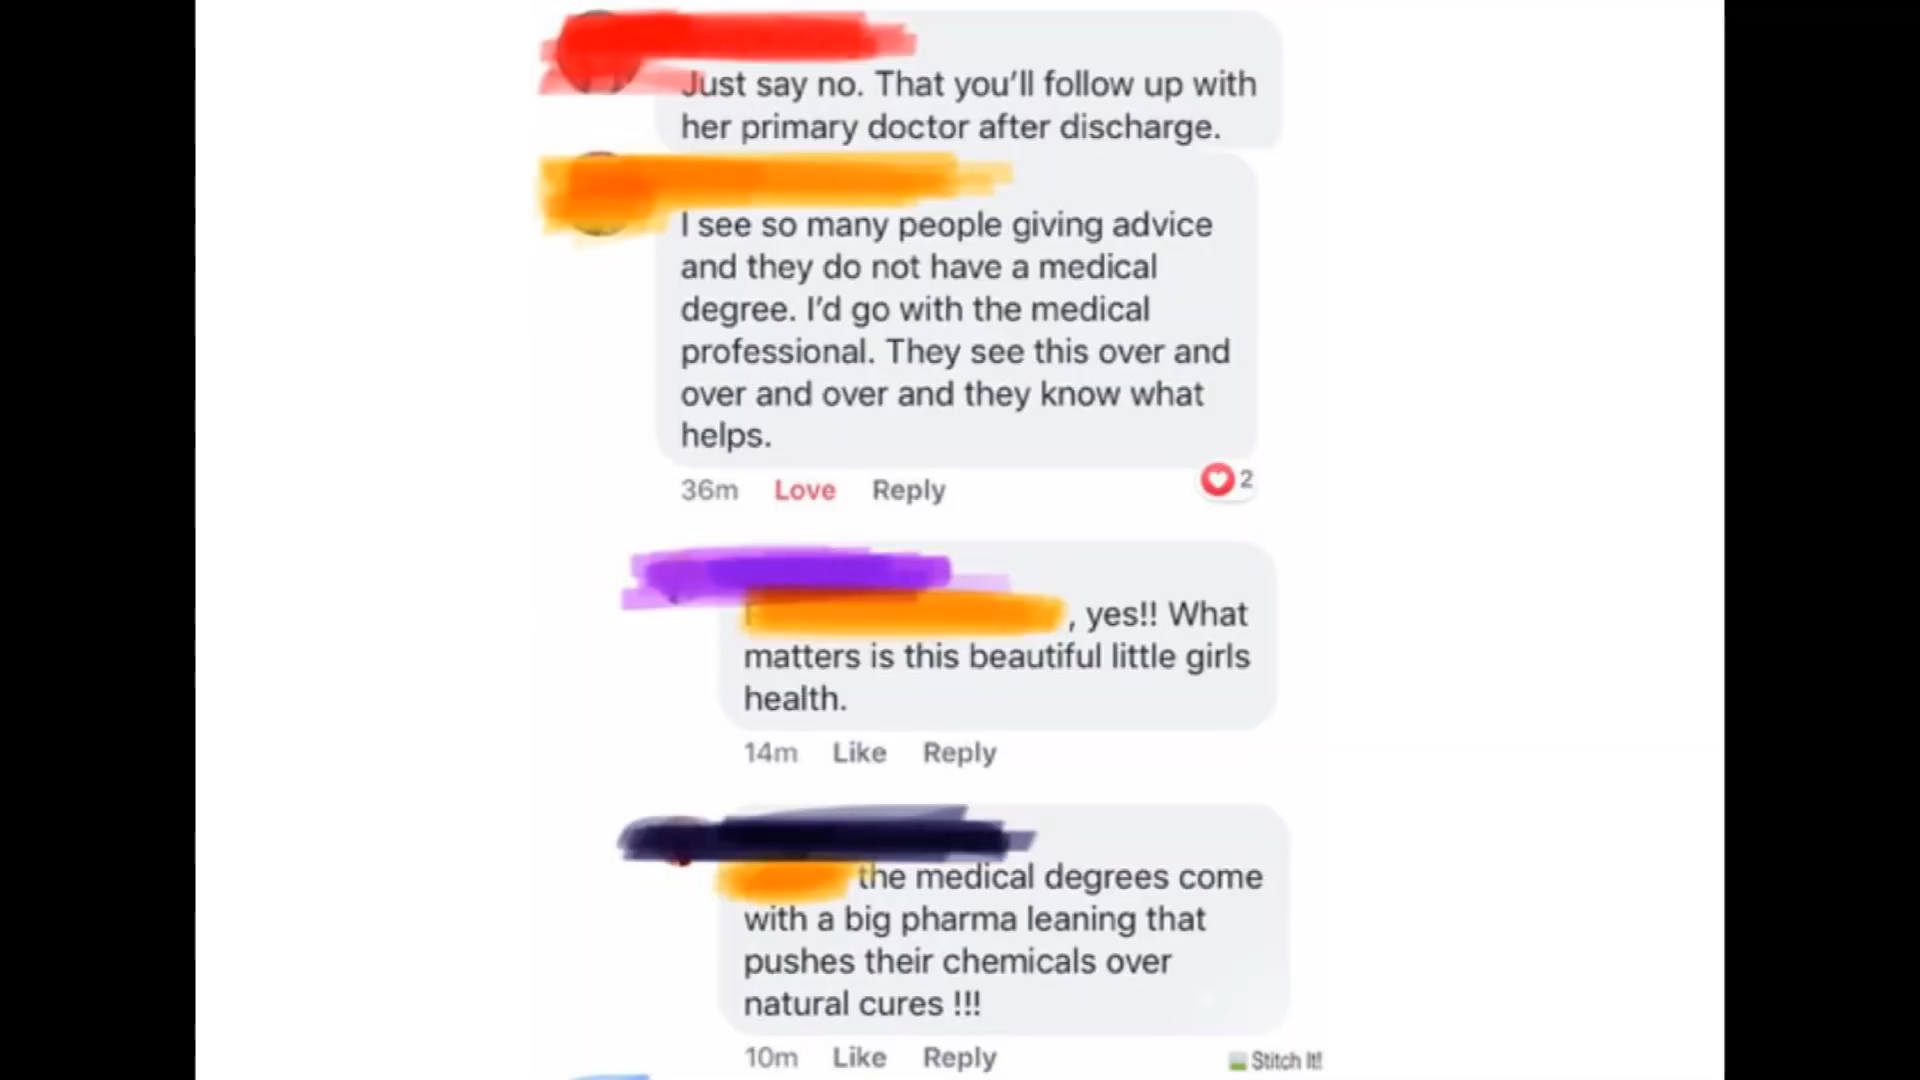 Just say no. That you’ll follow up with
her primary doctor after discharge.
I see so many people giving advice
and they do not have a medical
degree. I’d go with the medical
professional. They see this over and
over and over and they know what
helps.
36m Love Reply 2
, yes!! What
matters is this beautiful little girls
health.
14m Like Reply
the medical degrees come
with a big pharma leaning that
pushes their chemicals over
natural cures !!!
10m Like Reply
Stitch It!